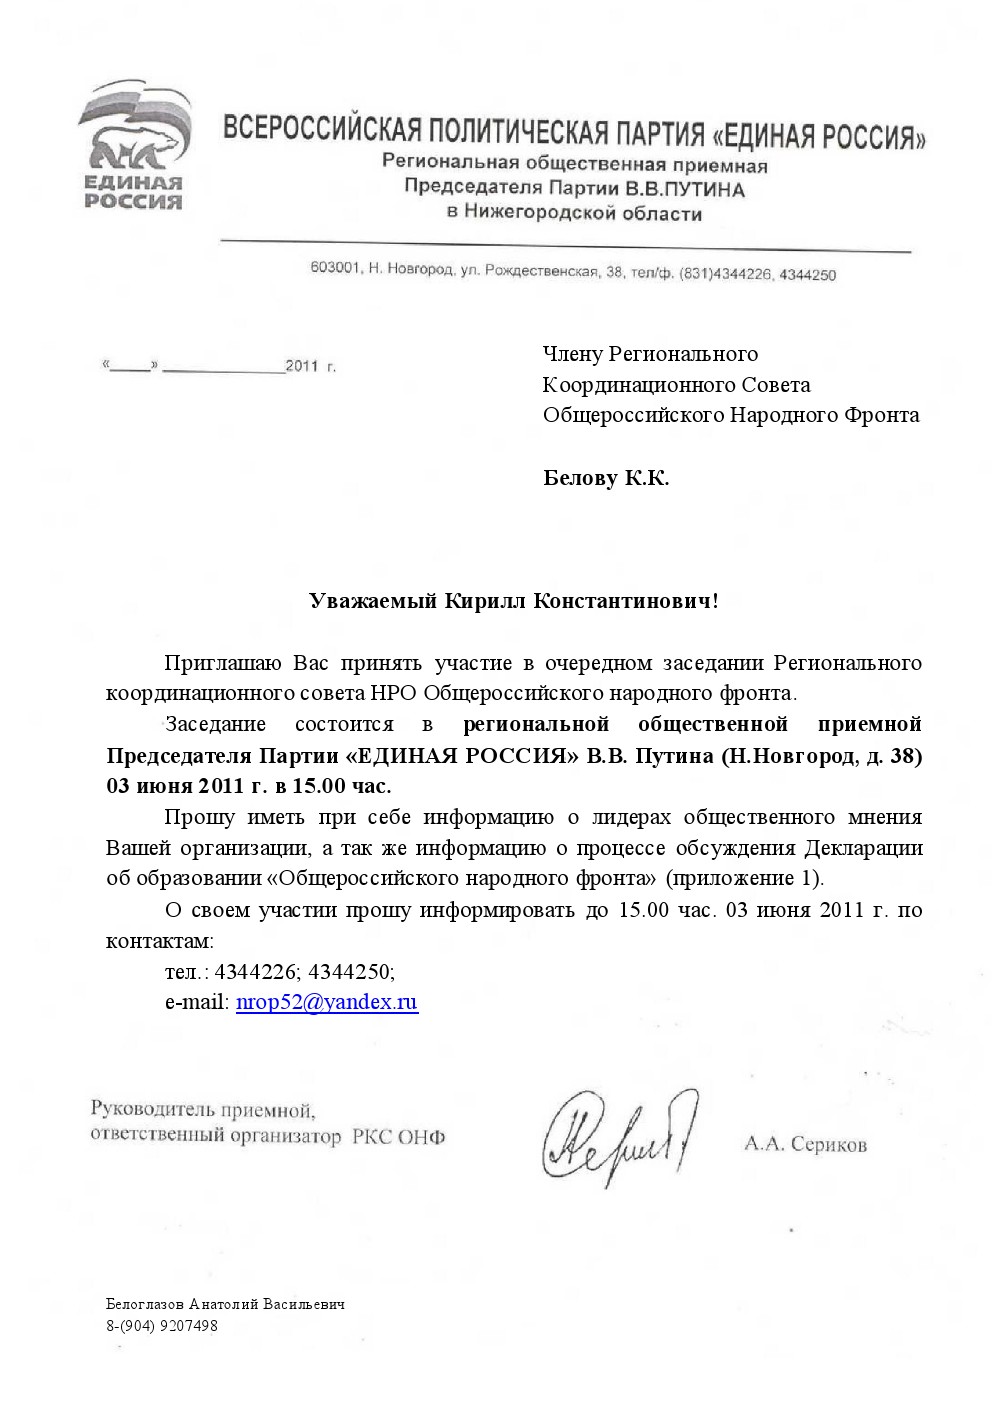 ЕДИНАЯ
РОССИЯ
ВСЕРОССИЙСКАЯ ПОЛИТИЧЕСКАЯ ПАРТИЯ «ЕДИНАЯ РОССИЯ»
Региональная общественная приемная
Председателя Партии В.В.ПУТИНА
в Нижегородской области
603001, Н. Новгород, ул. Рождественская, 38, тел/ф. (831)4344226, 4344250
«_____» _______________2011 г.
Члену Регионального
Координационного Совета
Общероссийского Народного Фронта
Белову К.К.
Уважаемый Кирилл Константинович!
Приглашаю Вас принять участие в очередном заседании Регионального
координационного совета НРО Общероссийского народного фронта.
Заседание состоится в региональной общественной приемной
Председателя Партии «ЕДИНАЯ РОССИЯ» В.В. Путина (Н.Новгород, д. 38)
03 июня 2011 г. в 15.00 час.
Прошу иметь при себе информацию о лидерах общественного мнения
Вашей организации, а так же информацию о процессе обсуждения Декларации
об образовании «Общероссийского народного фронта» (приложение 1).
О своем участии прошу информировать до 15.00 час. 03 июня 2011 г. по
контактам:
тел.: 4344226; 4344250;
e-mail: nrop52@yandex.ru
Руководитель приемной,
ответственный организатор РКС ОНФ
А.А. Сериков
Белоглазов Анатолий Васильевич
8-(904) 9207498